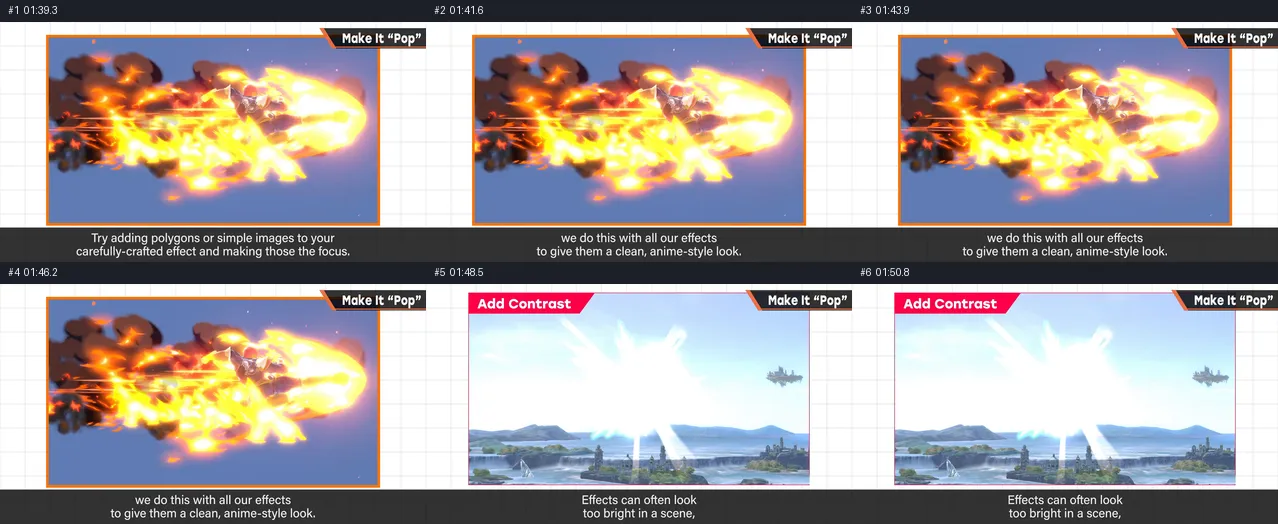 #1 01:39.3
Make It “Pop”
Try adding polygons or simple images to your
carefully-crafted effect and making those the focus.
#2 01:41.6
Make It “Pop”
we do this with all our effects
to give them a clean, anime-style look.
#3 01:43.9
Make It “Pop”
we do this with all our effects
to give them a clean, anime-style look.
#4 01:46.2
Make It “Pop”
we do this with all our effects
to give them a clean, anime-style look.
#5 01:48.5
Add Contrast
Make It “Pop”
Effects can often look
too bright in a scene,
#6 01:50.8
Add Contrast
Make It “Pop”
Effects can often look
too bright in a scene,